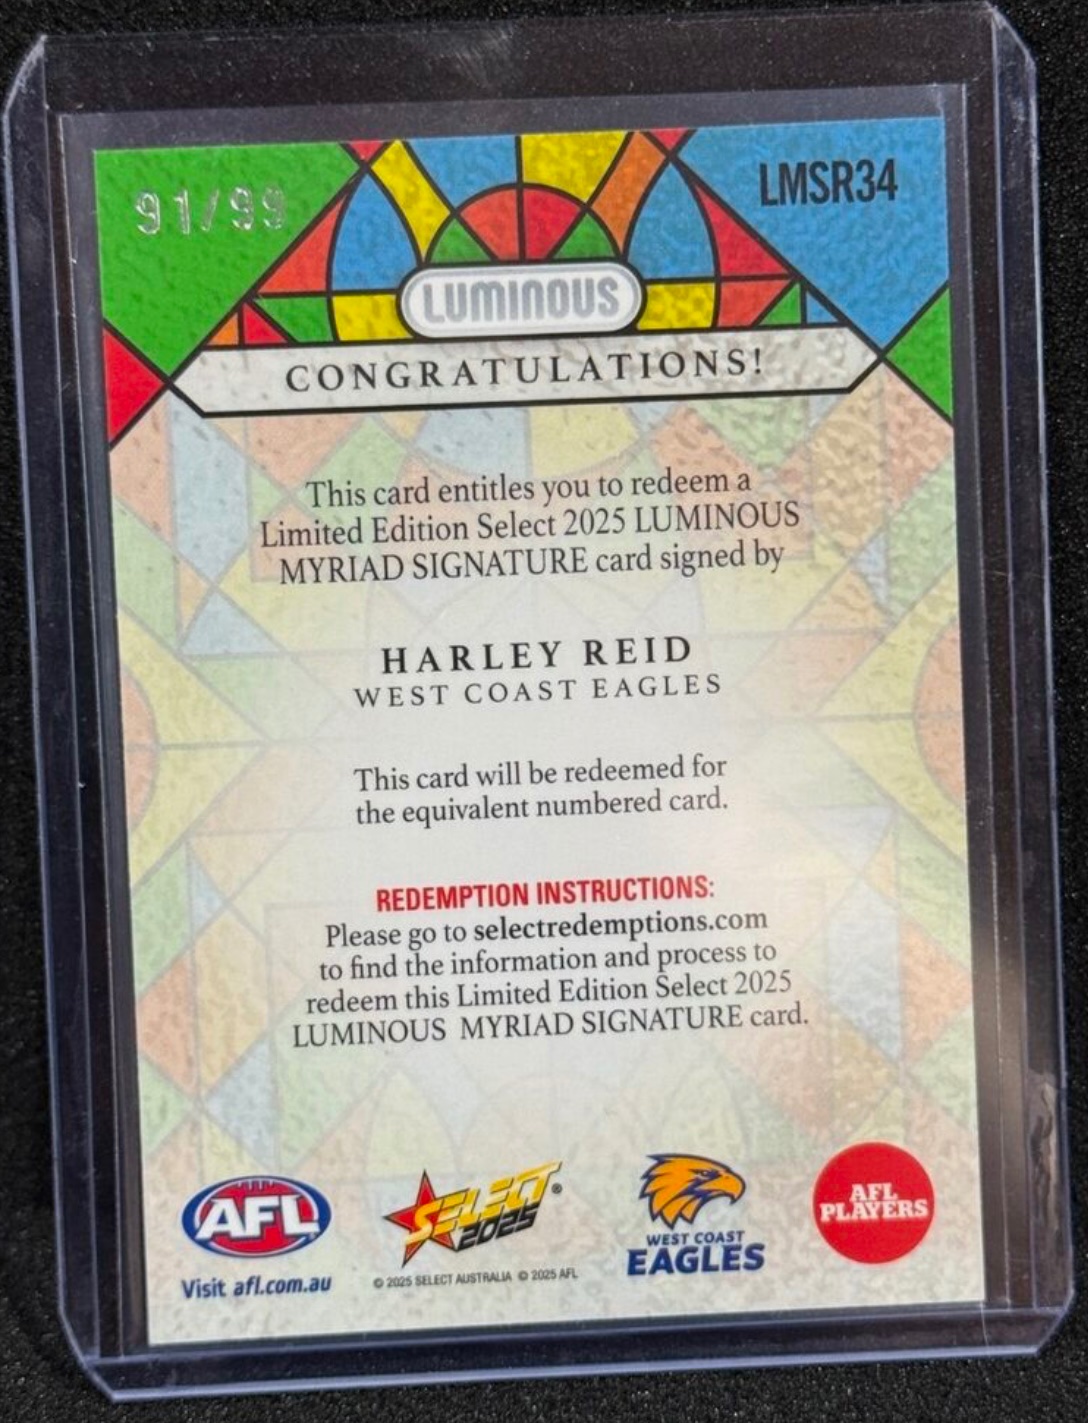 91/99
LMSR34
LUMINOUS
CONGRATULATIONS!
This card entitles you to redeem a
Limited Edition Select 2025 LUMINOUS
MYRIAD SIGNATURE card signed by
HARLEY REID
WEST COAST EAGLES
This card will be redeemed for
the equivalent numbered card.
REDEMPTION INSTRUCTIONS:
Please go to selectredemptions.com
to find the information and process to
redeem this Limited Edition Select 2025
LUMINOUS MYRIAD SIGNATURE card.
AFL
Visit afl.com.au
SELECT®
2025
© 2025 SELECT AUSTRALIA © 2025 AFL
WEST COAST
EAGLES
AFL
PLAYERS